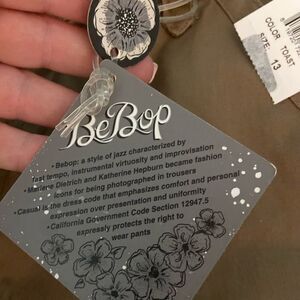 COLOR TOAST
SIZE: 13
BeBop
• Bebop: a style of jazz characterized by
fast tempo, instrumental virtuosity and improvisation
• Marlene Dietrich and Katherine Hepburn became fashion
icons for being photographed in trousers
• Casual is the dress code that emphasizes comfort and personal
expression over presentation and uniformity
• California Government Code Section 12947.5
expressly protects the right to
wear pants